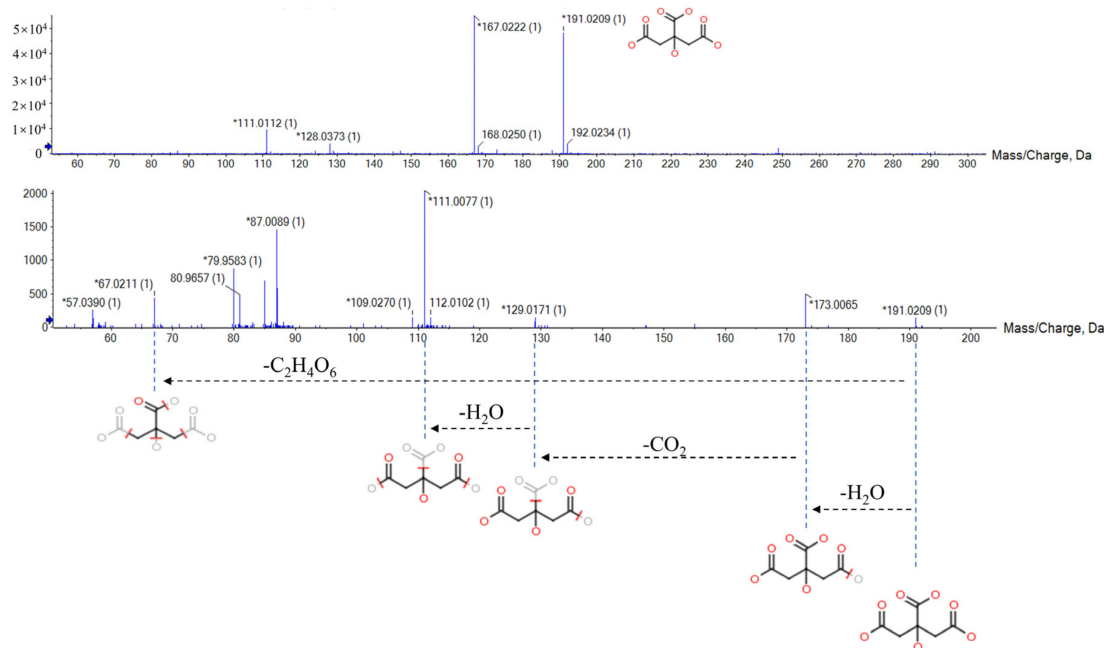 5×10⁴
4×10⁴
3×10⁴
2×10⁴
1×10⁴
0
*167.0222 (1)
*191.0209 (1)
*111.0112 (1)
*128.0373 (1)
168.0250 (1)
192.0234 (1)
O O O O O O O
60 70 80 90 100 110 120 130 140 150 160 170 180 190 200 210 220 230 240 250 260 270 280 290 300
Mass/Charge, Da
2000
1500
1000
500
0
*111.0077 (1)
*87.0089 (1)
*79.9583 (1)
80.9657 (1)
*67.0211 (1)
*57.0390 (1)
*109.0270 (1)
112.0102 (1)
*129.0171 (1)
*173.0065
*191.0209 (1)
60 70 80 90 100 110 120 130 140 150 160 170 180 190 200
Mass/Charge, Da
-C₂H₄O₆
-H₂O
-CO₂
-H₂O
O O O O O O O
O O O O O O O
O O O O O O O
O O O O O O O
O O O O O O O